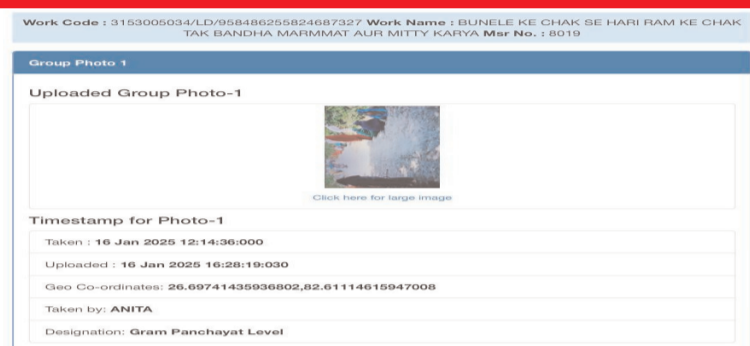 Work Code : 3153005034/LD/958486255824687327 Work Name : BUNELE KE CHAK SE HARI RAM KE CHAK
TAK BANDHA MARMMAT AUR MITTY KARYA Msr No. : 8019
Group Photo 1
Uploaded Group Photo-1
Click here for large image
Timestamp for Photo-1
Taken : 16 Jan 2025 12:14:36:000
Uploaded : 16 Jan 2025 16:28:19:030
Geo Co-ordinates: 26.69741435936802,82.61114615947008
Taken by: ANITA
Designation: Gram Panchayat Level